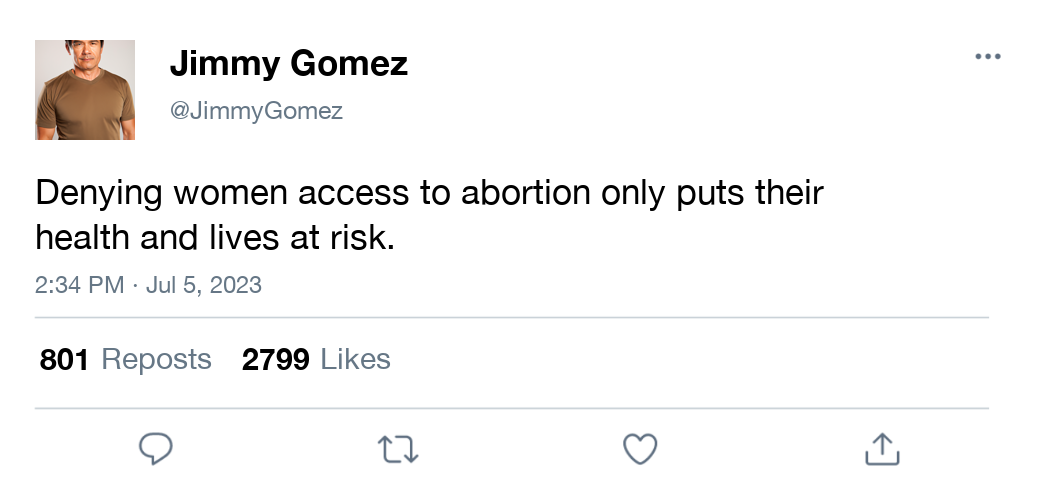 Jimmy Gomez
@JimmyGomez
Denying women access to abortion only puts their
health and lives at risk.
2:34 PM · Jul 5, 2023
801 Reposts 2799 Likes